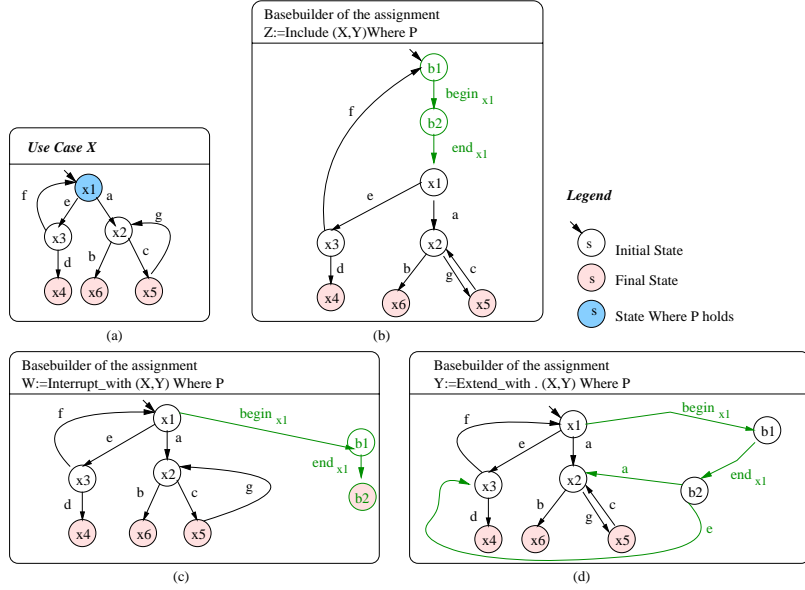 Basebuilder of the assignment
Z:=Include (X,Y)Where P
b1
begin x1
f
b2
end x1
x1
e
a
x3
x2
d
b
g
c
x4
x6
x5
(b)
Use Case X
x1
f
e
a
g
x3
x2
d
b
c
x4
x6
x5
(a)
Legend
s Initial State
s Final State
s State Where P holds
Basebuilder of the assignment
W:=Interrupt_with (X,Y) Where P
x1
begin x1
f
e
a
b1
end x1
x3
x2
g
b2
d
b
c
x4
x6
x5
(c)
Basebuilder of the assignment
Y:=Extend_with . (X,Y) Where P
x1
begin x1
b1
f
e
a
end x1
x3
x2
a
b2
d
b
g
c
e
x4
x6
x5
(d)